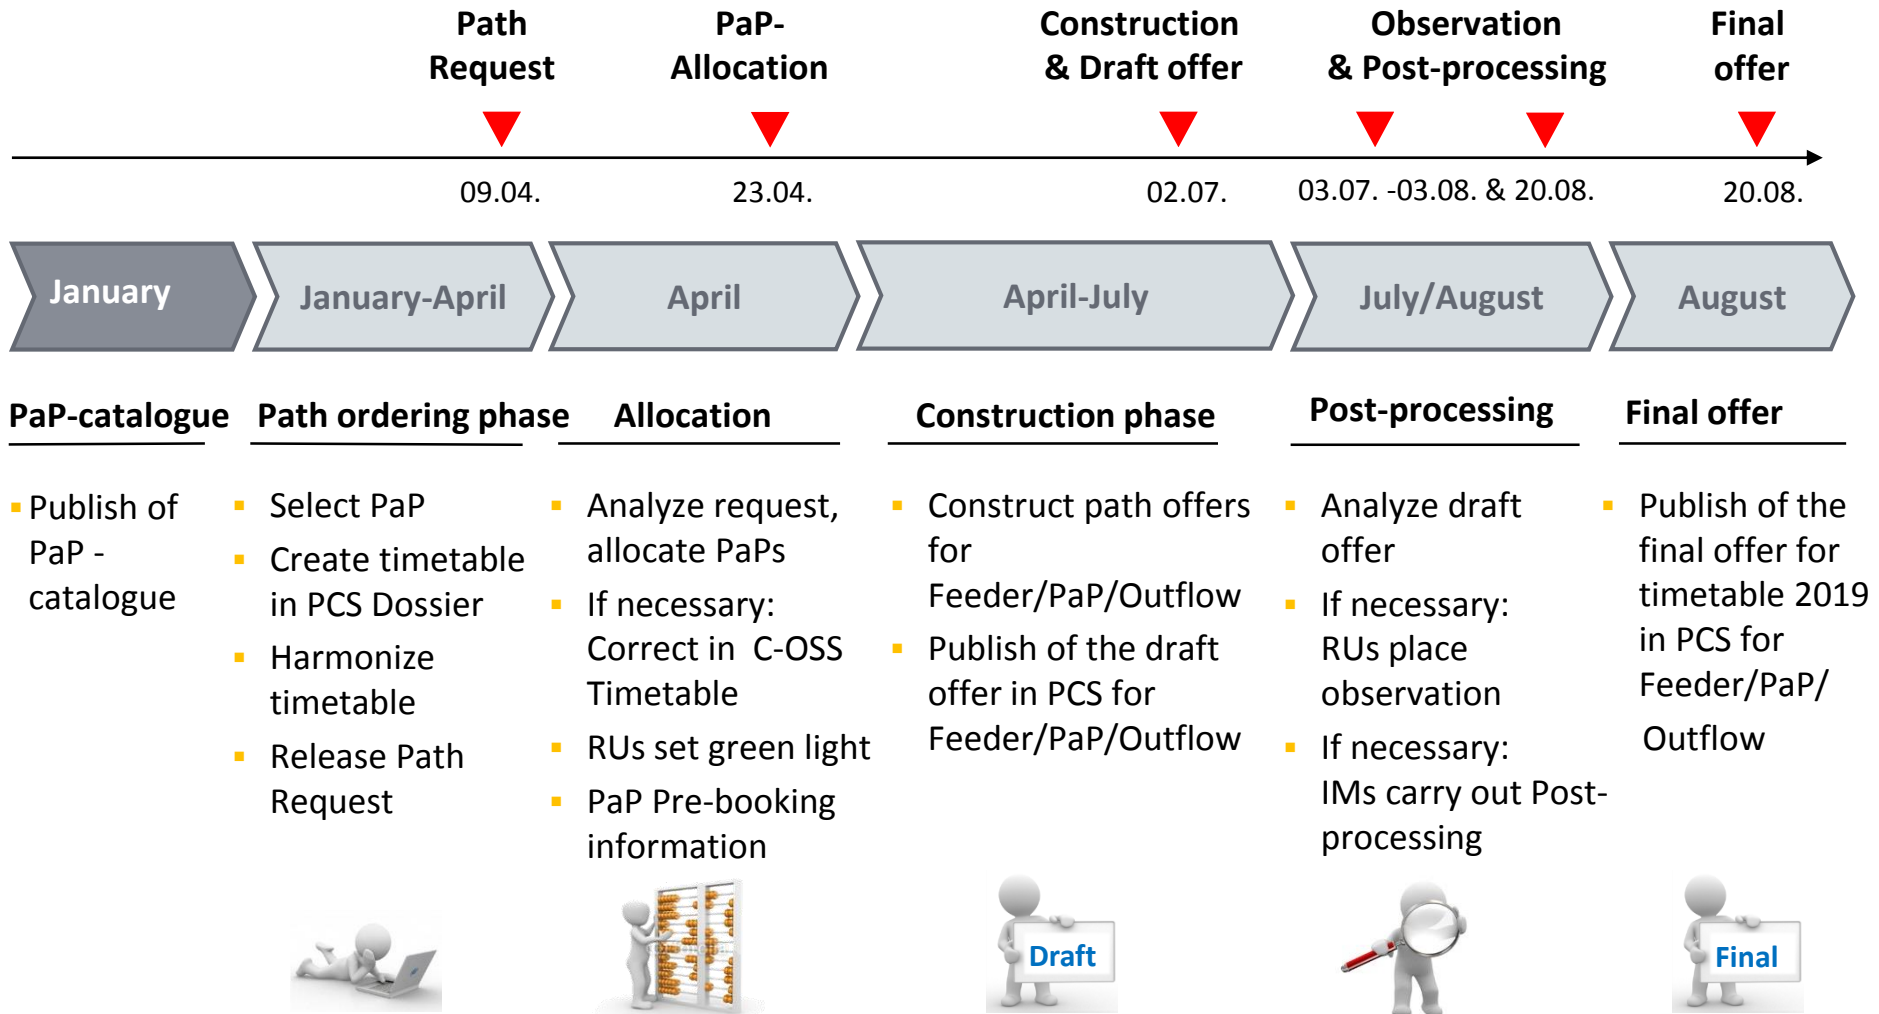 Path
Request
PaP-
Allocation
Construction
& Draft offer
Observation
& Post-processing
Final
offer
09.04.
23.04.
02.07.
03.07. -03.08. & 20.08.
20.08.
January
January-April
April
April-July
July/August
August
PaP-catalogue
▪ Publish of
PaP -
catalogue
Path ordering phase
▪ Select PaP
▪ Create timetable
in PCS Dossier
▪ Harmonize
timetable
▪ Release Path
Request
Allocation
▪ Analyze request,
allocate PaPs
▪ If necessary:
Correct in C-OSS
Timetable
▪ RUs set green light
▪ PaP Pre-booking
information
Construction phase
▪ Construct path offers
for
Feeder/PaP/Outflow
▪ Publish of the draft
offer in PCS for
Feeder/PaP/Outflow
Draft
Post-processing
▪ Analyze draft
offer
▪ If necessary:
RUs place
observation
▪ If necessary:
IMs carry out Post-
processing
Final offer
▪ Publish of the
final offer for
timetable 2019
in PCS for
Feeder/PaP/
Outflow
Final